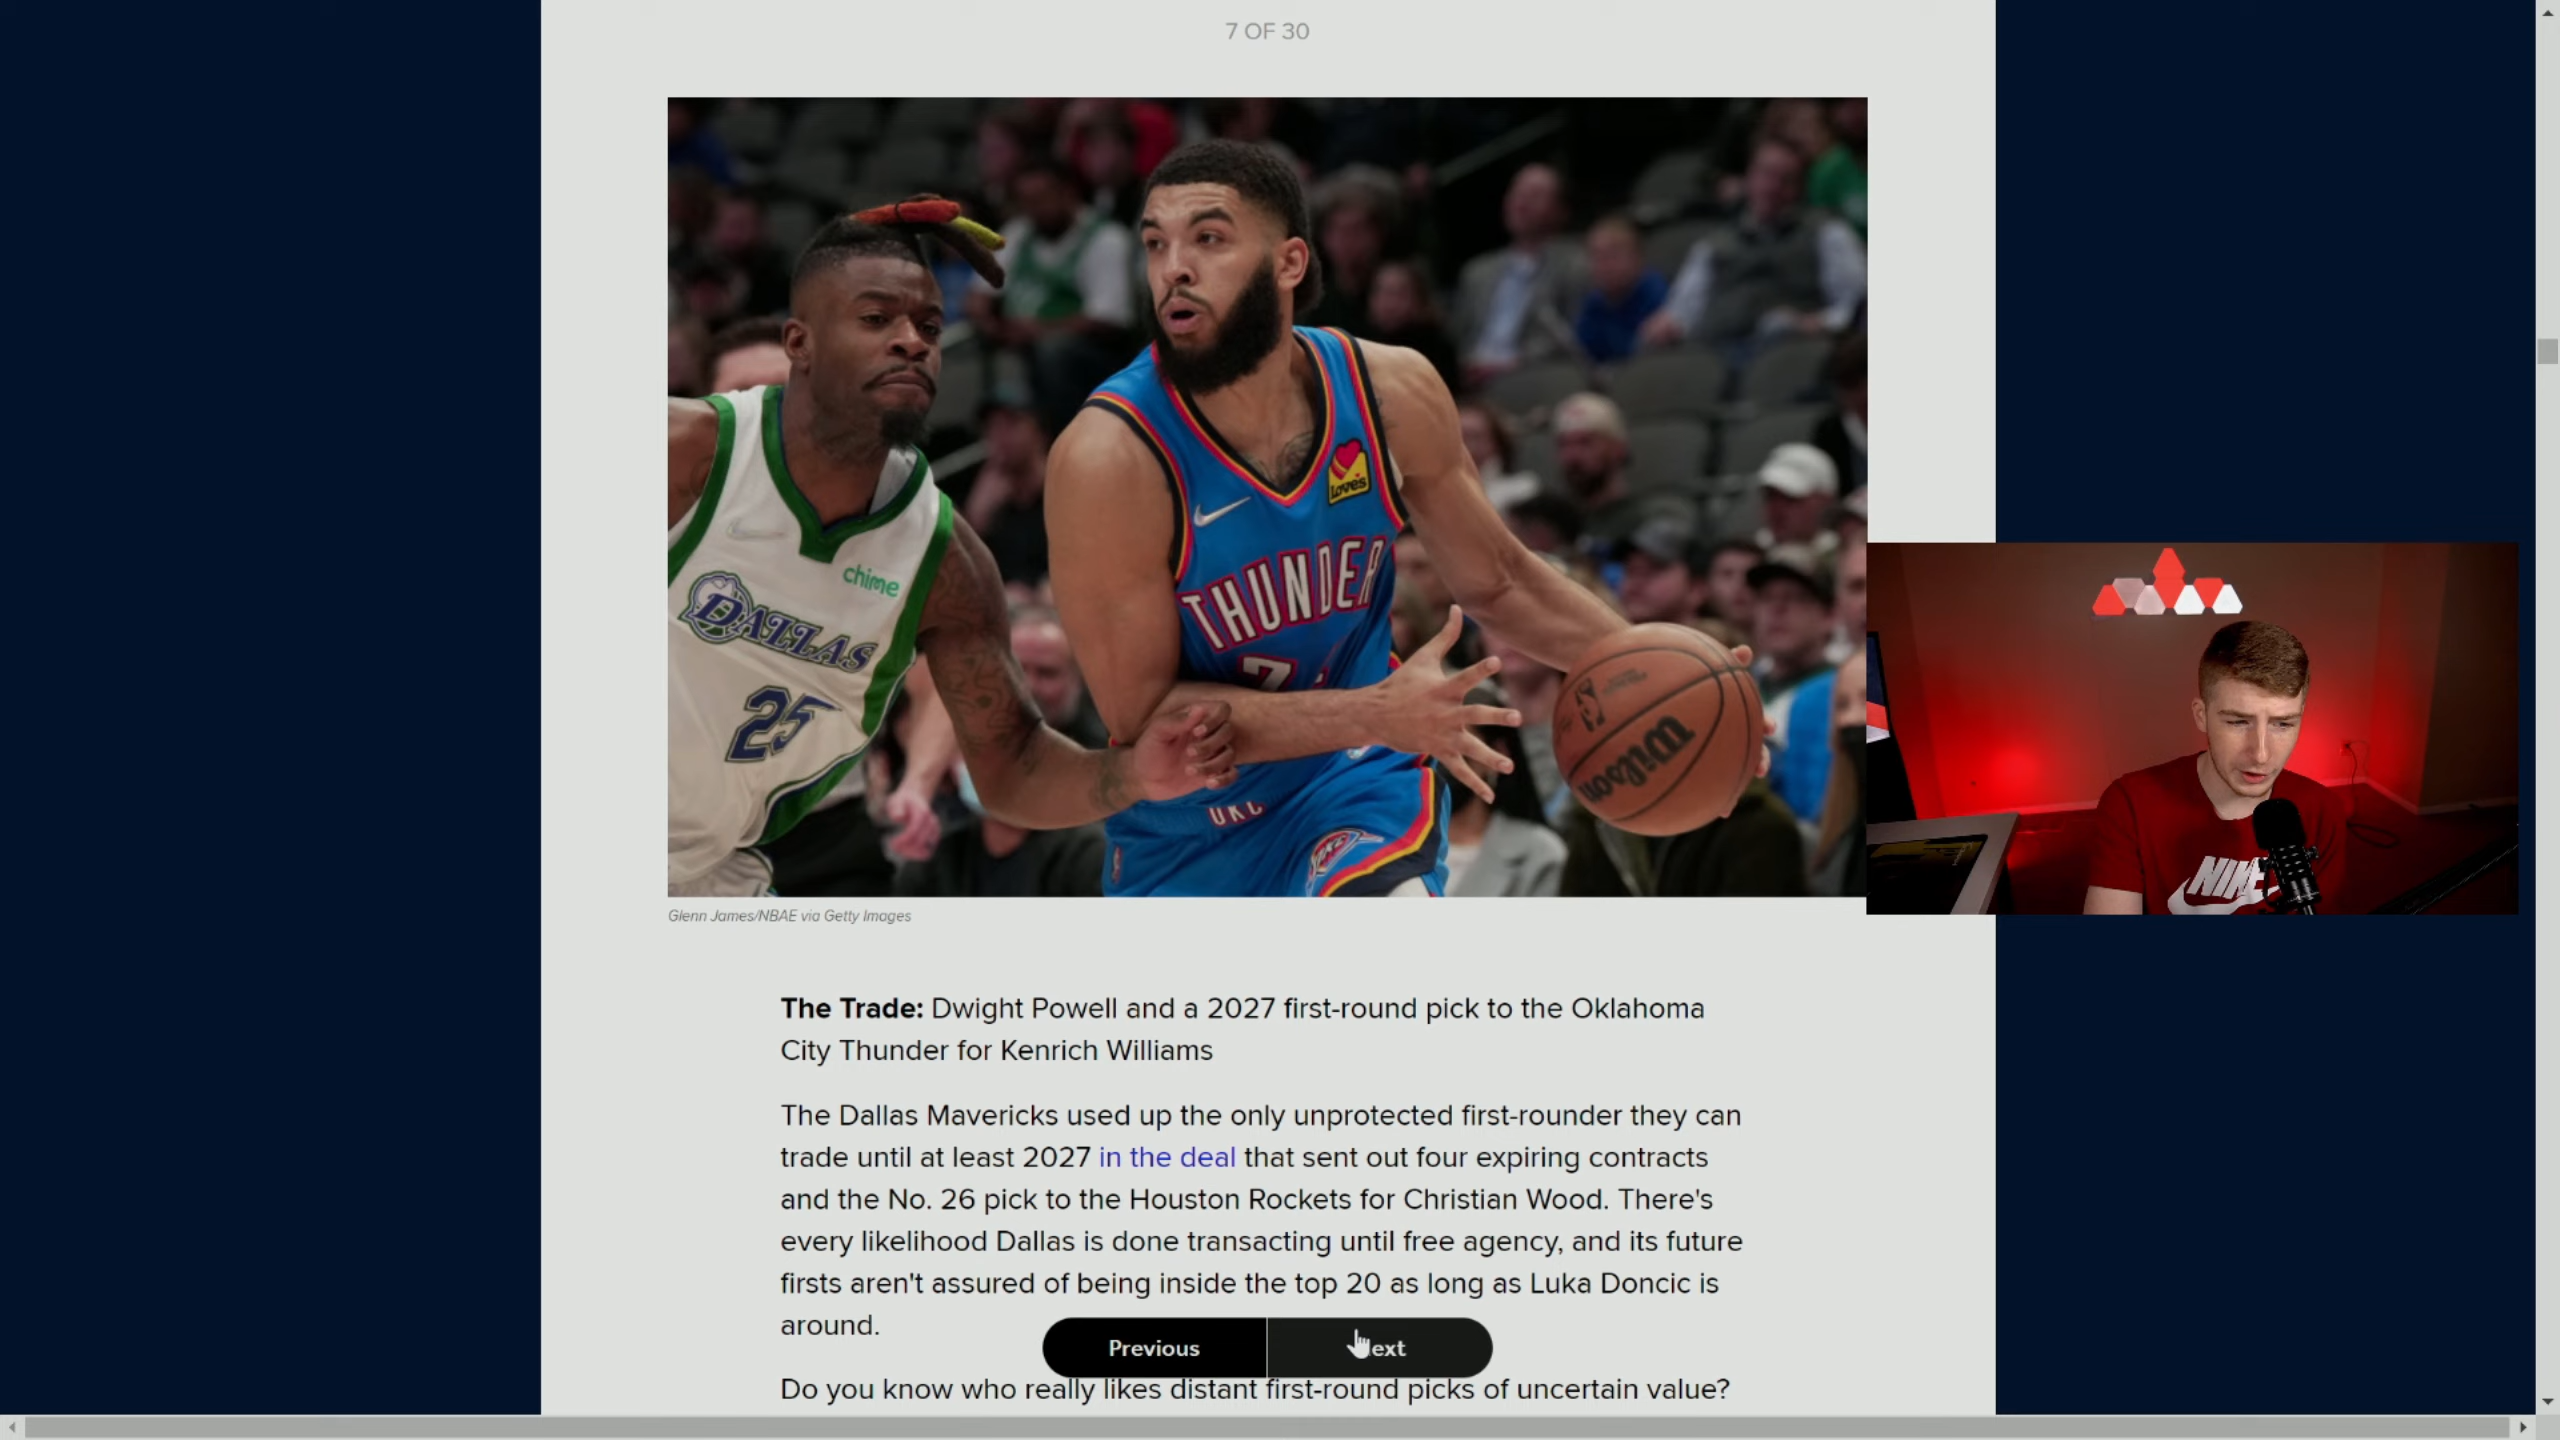 7 OF 30
Loves
chime
THUNDER
DALLAS
25
Wilson
OKC
NIKE
Glenn James/NBAE via Getty Images
The Trade: Dwight Powell and a 2027 first-round pick to the Oklahoma
City Thunder for Kenrich Williams
The Dallas Mavericks used up the only unprotected first-rounder they can
trade until at least 2027 in the deal that sent out four expiring contracts
and the No. 26 pick to the Houston Rockets for Christian Wood. There's
every likelihood Dallas is done transacting until free agency, and its future
firsts aren't assured of being inside the top 20 as long as Luka Doncic is
around.
Previous
ext
Do you know who really likes distant first-round picks of uncertain value?